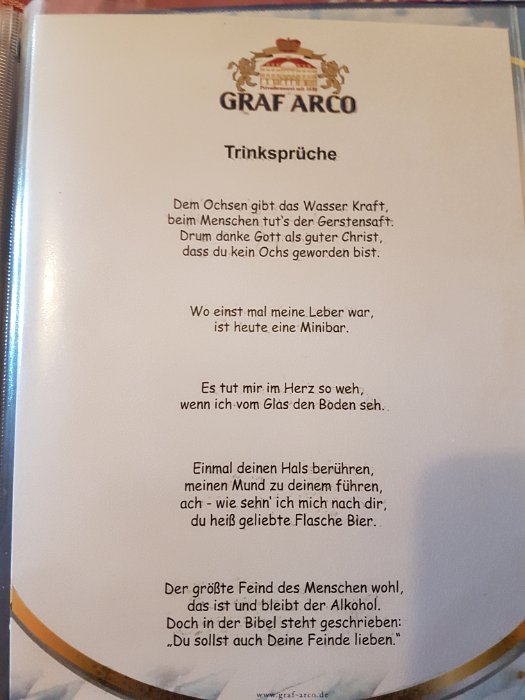 Privatbrauerei seit 1630
GRAF ARCO
Trinksprüche
Dem Ochsen gibt das Wasser Kraft,
beim Menschen tut's der Gerstensaft.
Drum danke Gott als guter Christ,
dass du kein Ochs geworden bist.
Wo einst mal meine Leber war,
ist heute eine Minibar.
Es tut mir im Herz so weh,
wenn ich vom Glas den Boden seh.
Einmal deinen Hals berühren,
meinen Mund zu deinem führen,
ach - wie sehn' ich mich nach dir,
du heiß geliebte Flasche Bier.
Der größte Feind des Menschen wohl,
das ist und bleibt der Alkohol.
Doch in der Bibel steht geschrieben:
„Du sollst auch Deine Feinde lieben."
www.graf-arco.de